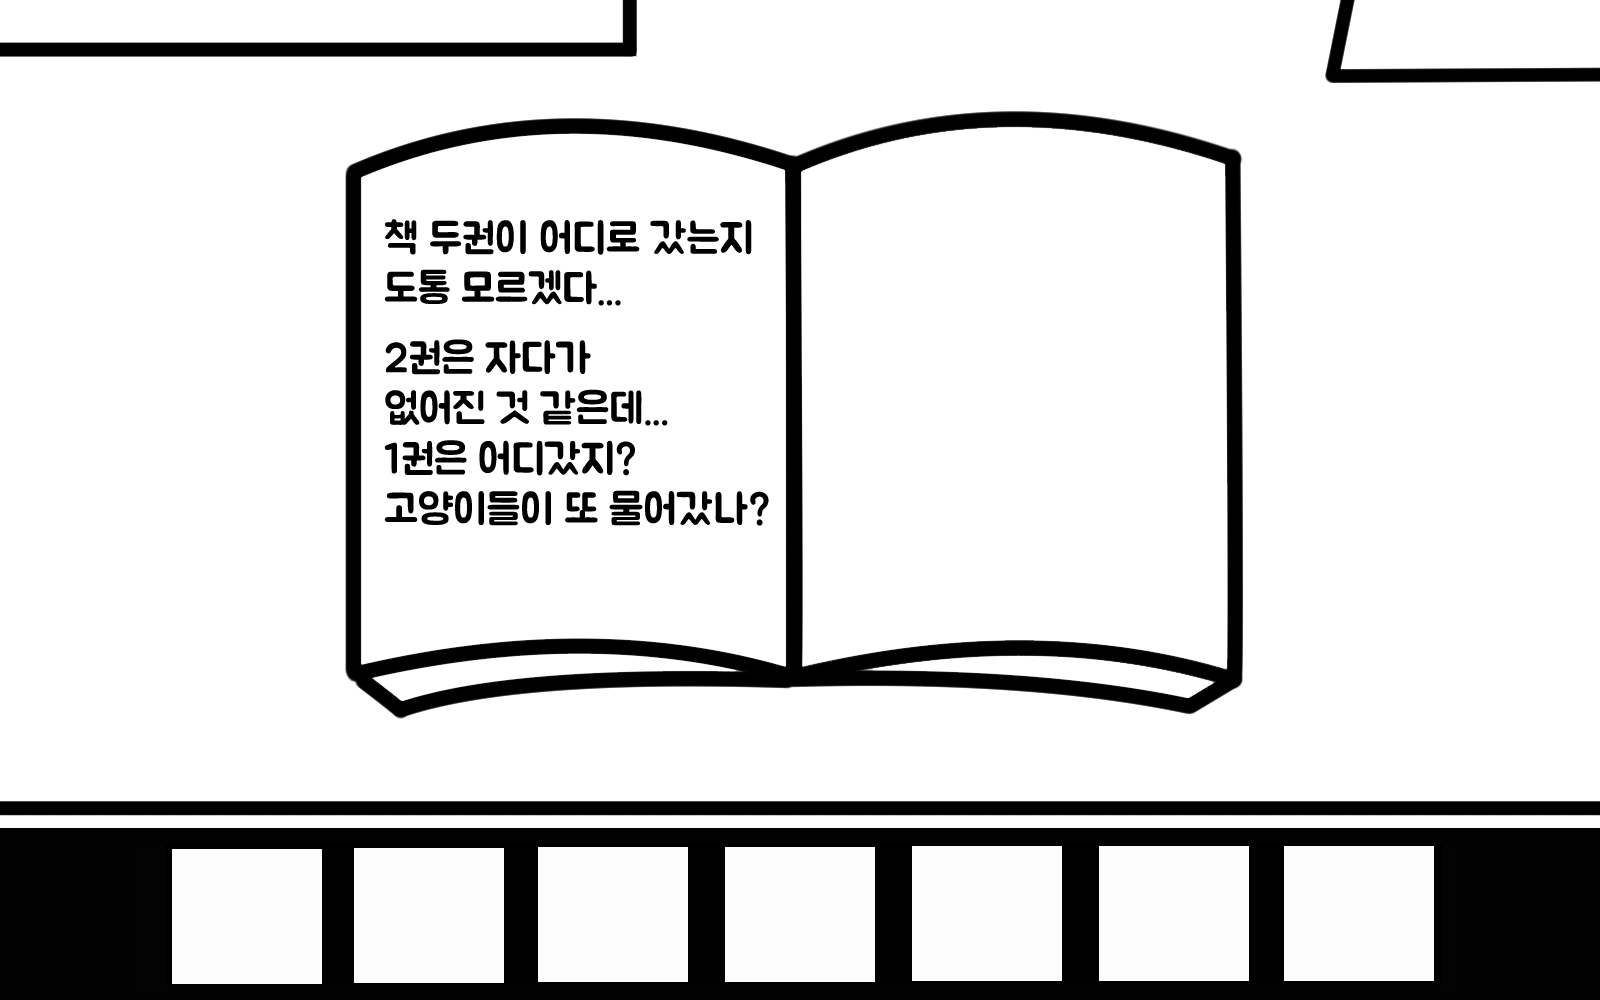 책 두권이 어디로 갔는지
도통 모르겠다...
2권은 자다가
없어진 것 같은데...
1권은 어디갔지?
고양이들이 또 물어갔나?